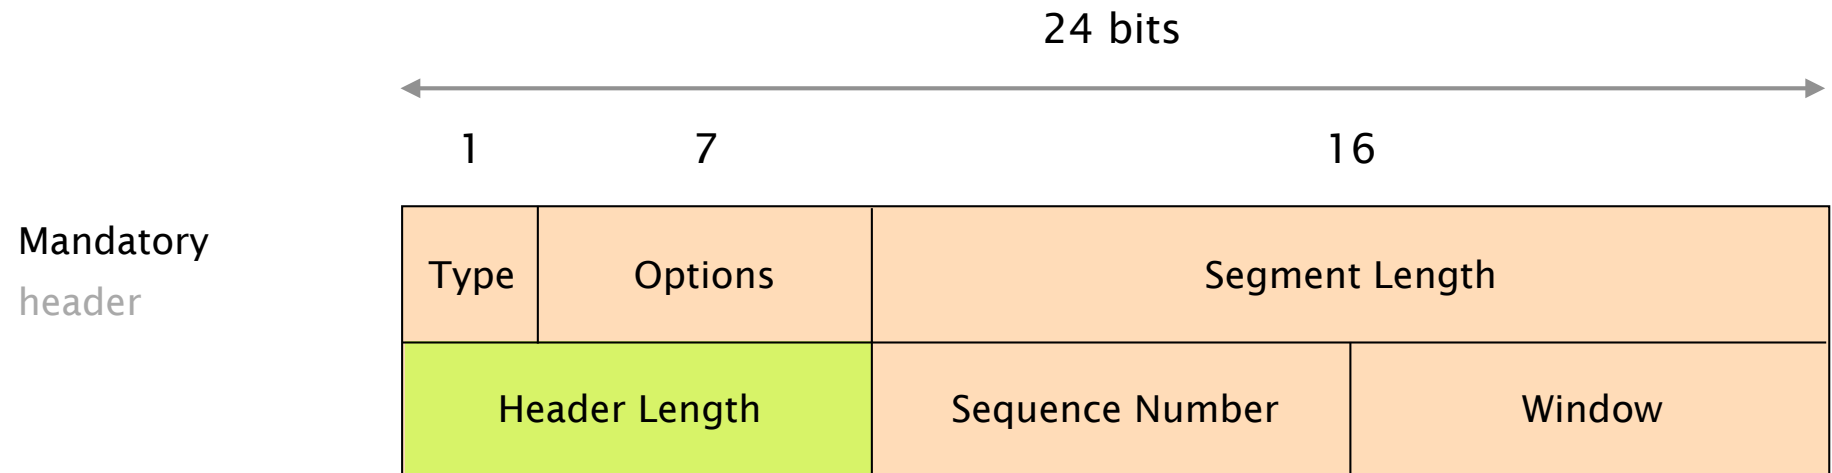 24 bits
1 7 16
Mandatory
header
Type Options Segment Length
Header Length Sequence Number Window